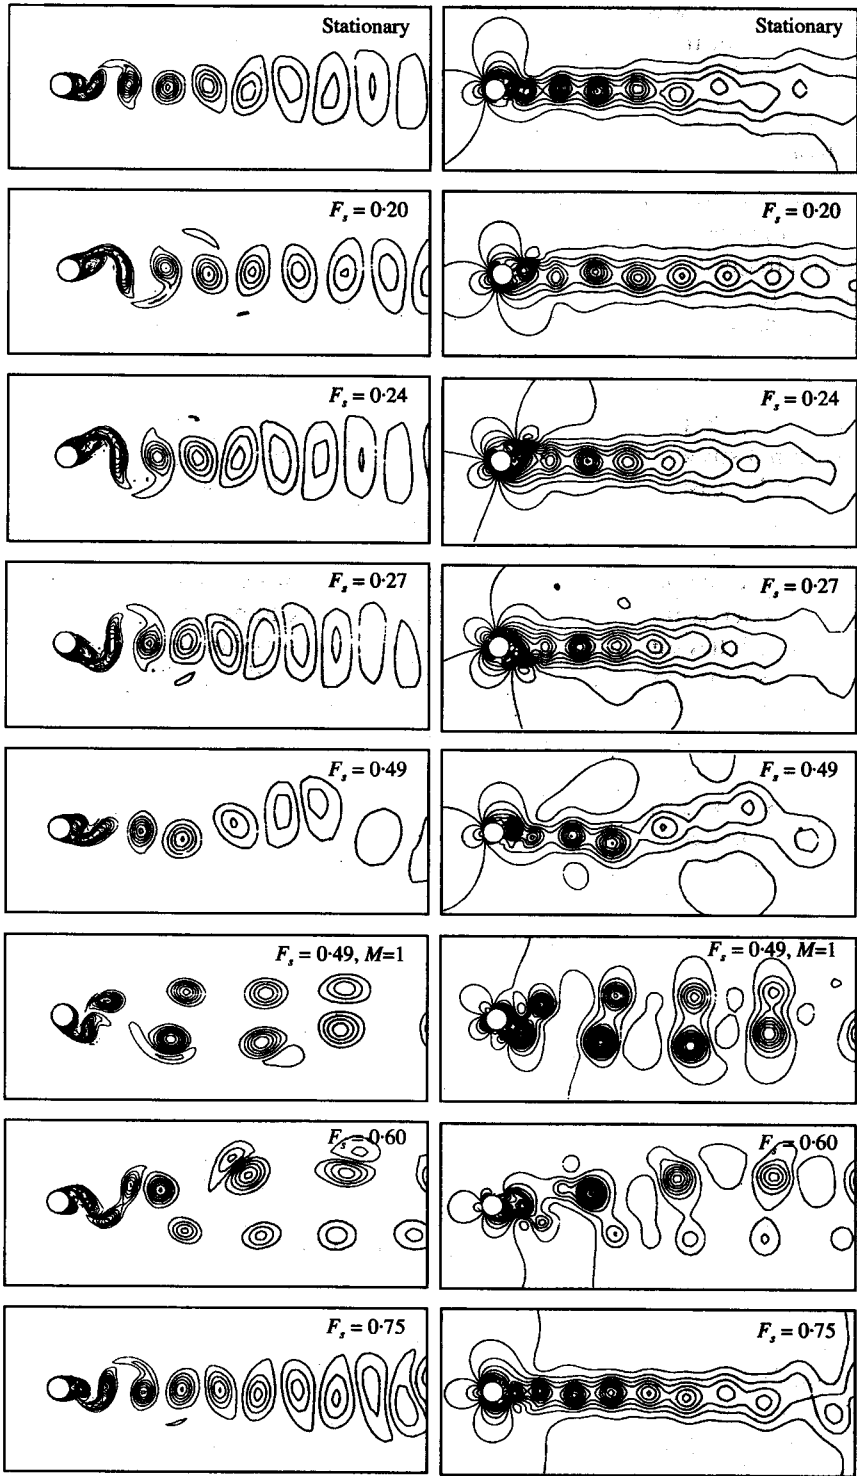 Stationary
Stationary
F_s = 0·20
F_s = 0·20
F_s = 0·24
F_s = 0·24
F_s = 0·27
F_s = 0·27
F_s = 0·49
F_s = 0·49
F_s = 0·49, M=1
F_s = 0·49, M=1
F_s = 0·60
F_s = 0·60
F_s = 0·75
F_s = 0·75